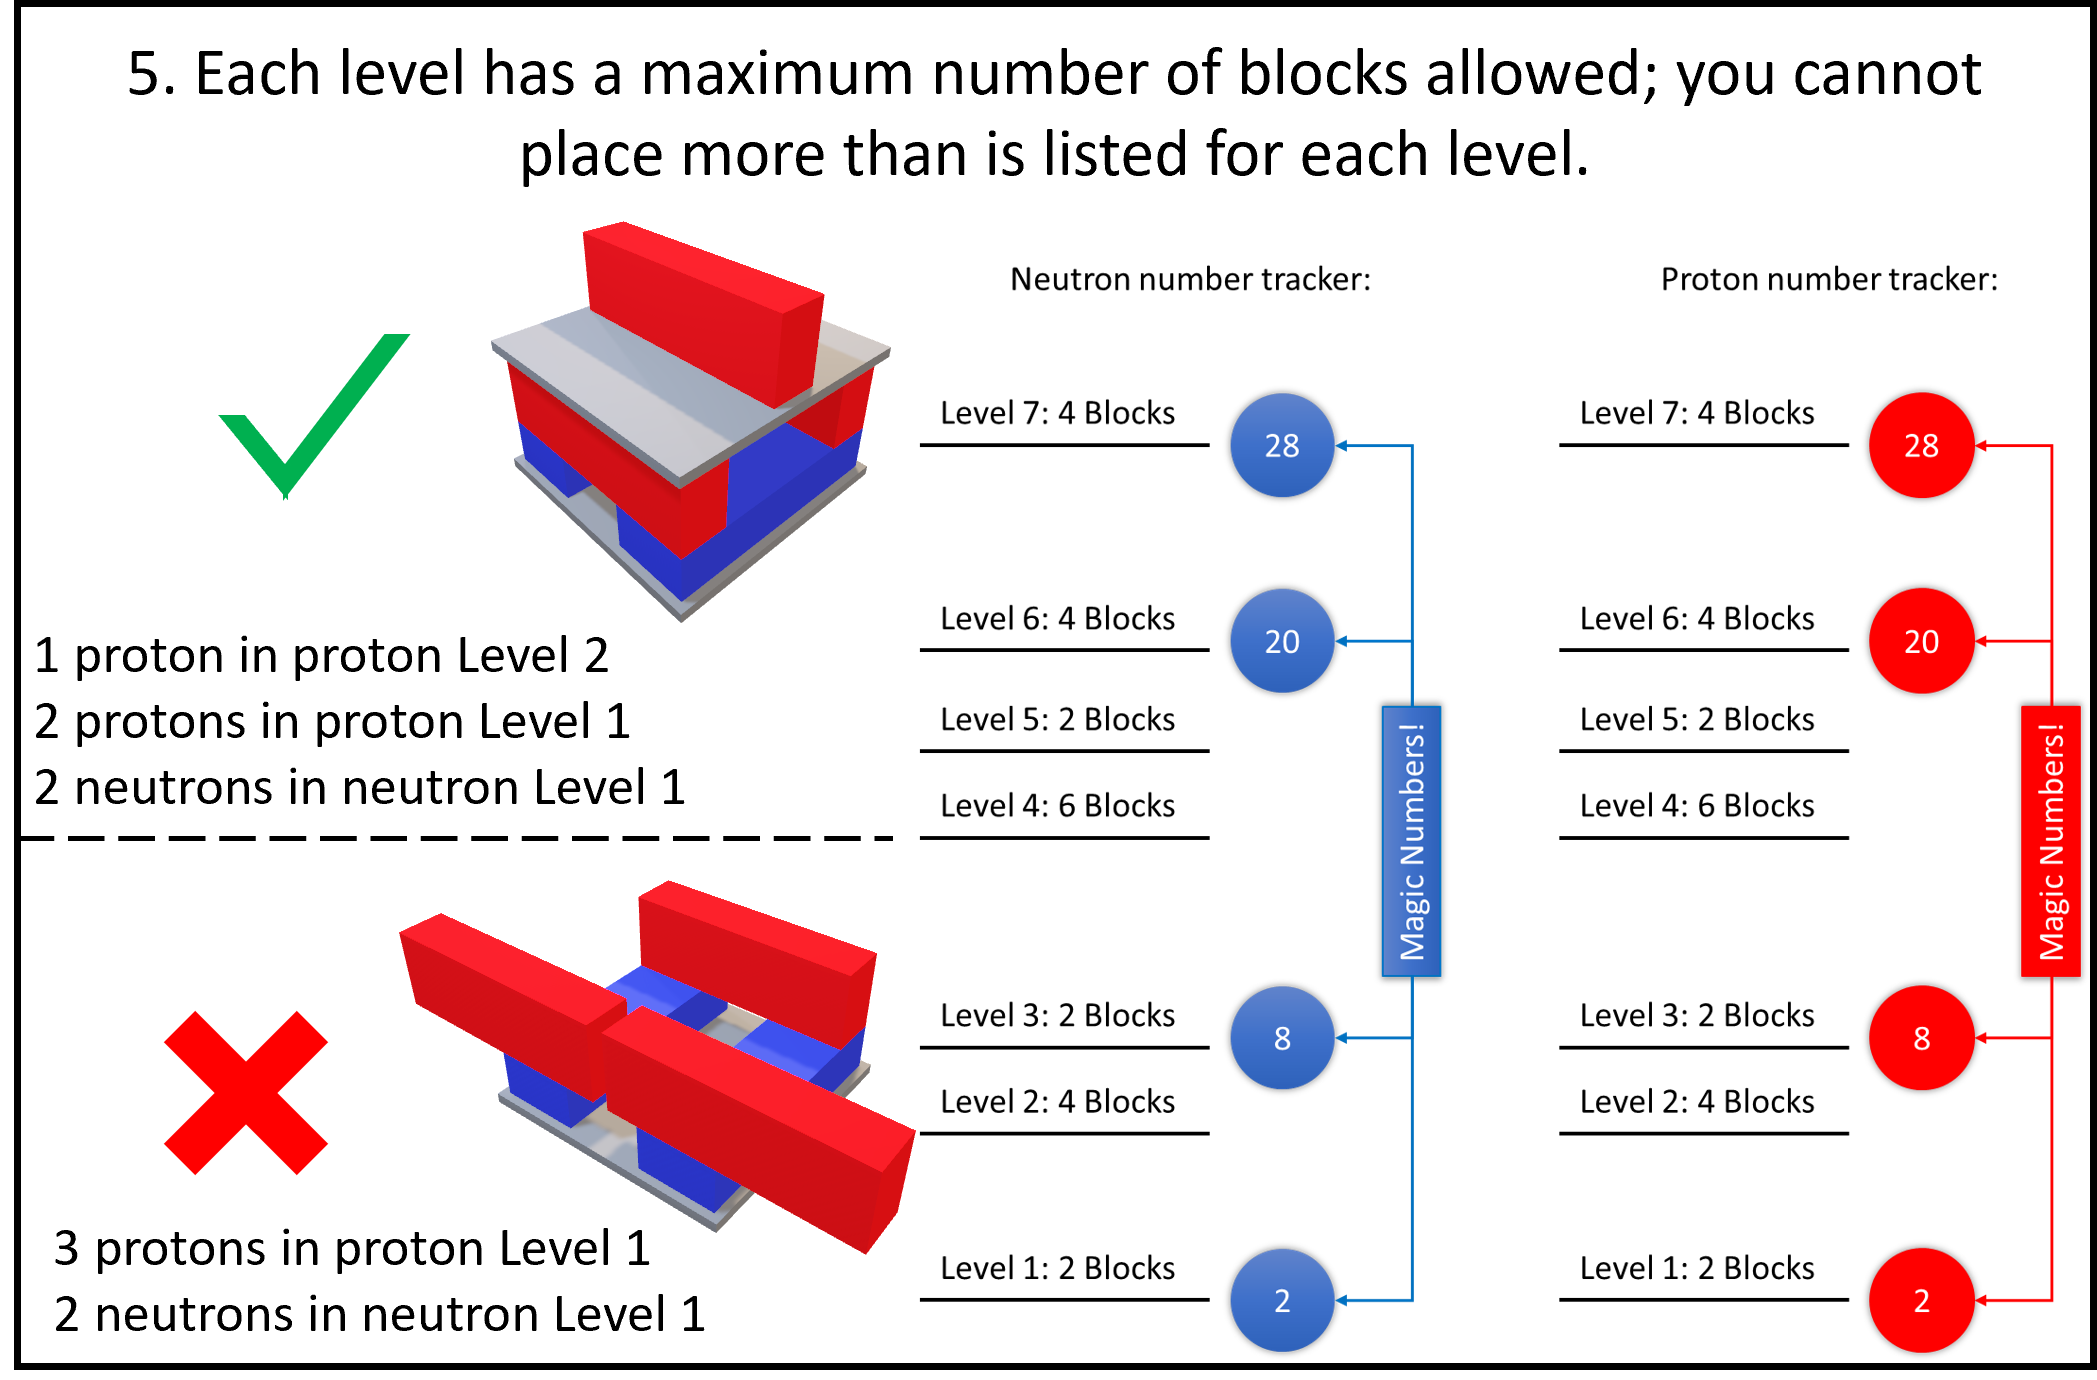 5. Each level has a maximum number of blocks allowed; you cannot
place more than is listed for each level.
1 proton in proton Level 2
2 protons in proton Level 1
2 neutrons in neutron Level 1
3 protons in proton Level 1
2 neutrons in neutron Level 1
Neutron number tracker:
Level 7: 4 Blocks
28
Level 6: 4 Blocks
20
Level 5: 2 Blocks
Level 4: 6 Blocks
Magic Numbers!
Level 3: 2 Blocks
8
Level 2: 4 Blocks
Level 1: 2 Blocks
2
Proton number tracker:
Level 7: 4 Blocks
28
Level 6: 4 Blocks
20
Level 5: 2 Blocks
Level 4: 6 Blocks
Magic Numbers!
Level 3: 2 Blocks
8
Level 2: 4 Blocks
Level 1: 2 Blocks
2